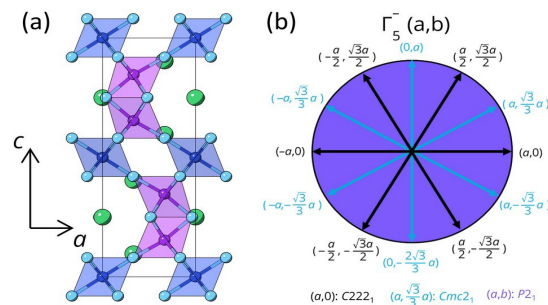 (a)
c
a
(b)
Γ₅⁻ (a,b)
(-a/2, √3a/2)
(0,a)
(a/2, √3a/2)
(-a, √3/3 a)
(a, √3/3 a)
(-a,0)
(a,0)
(-a,-√3/3 a)
(a,-√3/3 a)
(-a/2, -√3a/2)
(0,-2√3/3 a)
(a/2, -√3a/2)
(a,0): C222₁ (a, √3/3 a): Cmc2₁ (a,b): P2₁